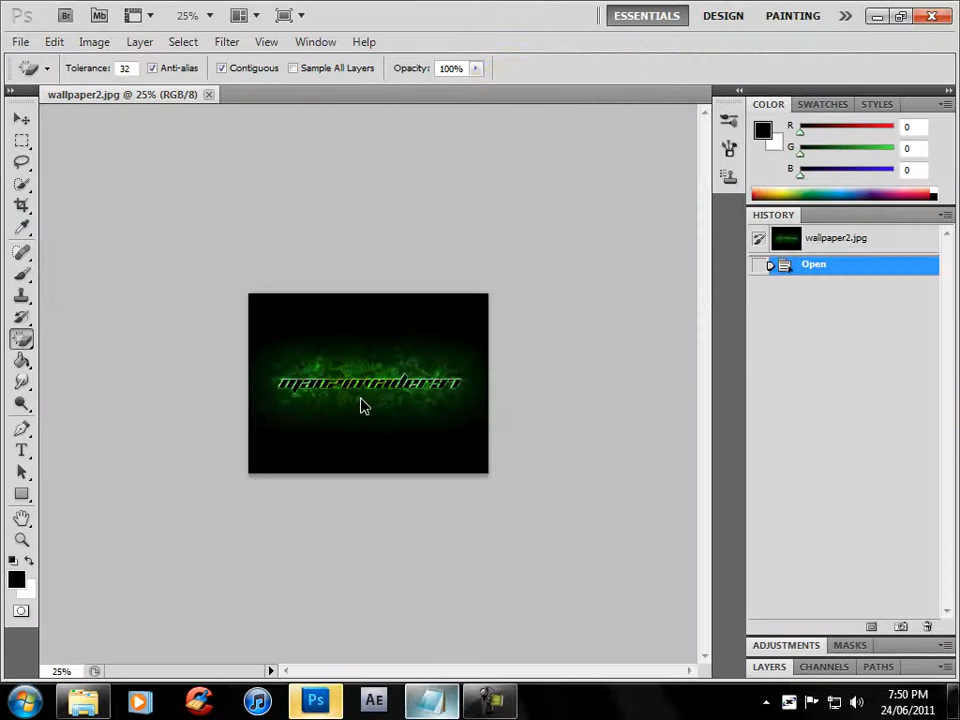 Ps Br Mb 25% ESSENTIALS DESIGN PAINTING
File Edit Image Layer Select Filter View Window Help
Tolerance: 32 Anti-alias Contiguous Sample All Layers Opacity: 100%
wallpaper2.jpg @ 25% (RGB/8)
COLOR SWATCHES STYLES
R 0
G 0
B 0
HISTORY
wallpaper2.jpg
Open
T
25%
ADJUSTMENTS MASKS
LAYERS CHANNELS PATHS
Ps AE
7:50 PM
24/06/2011